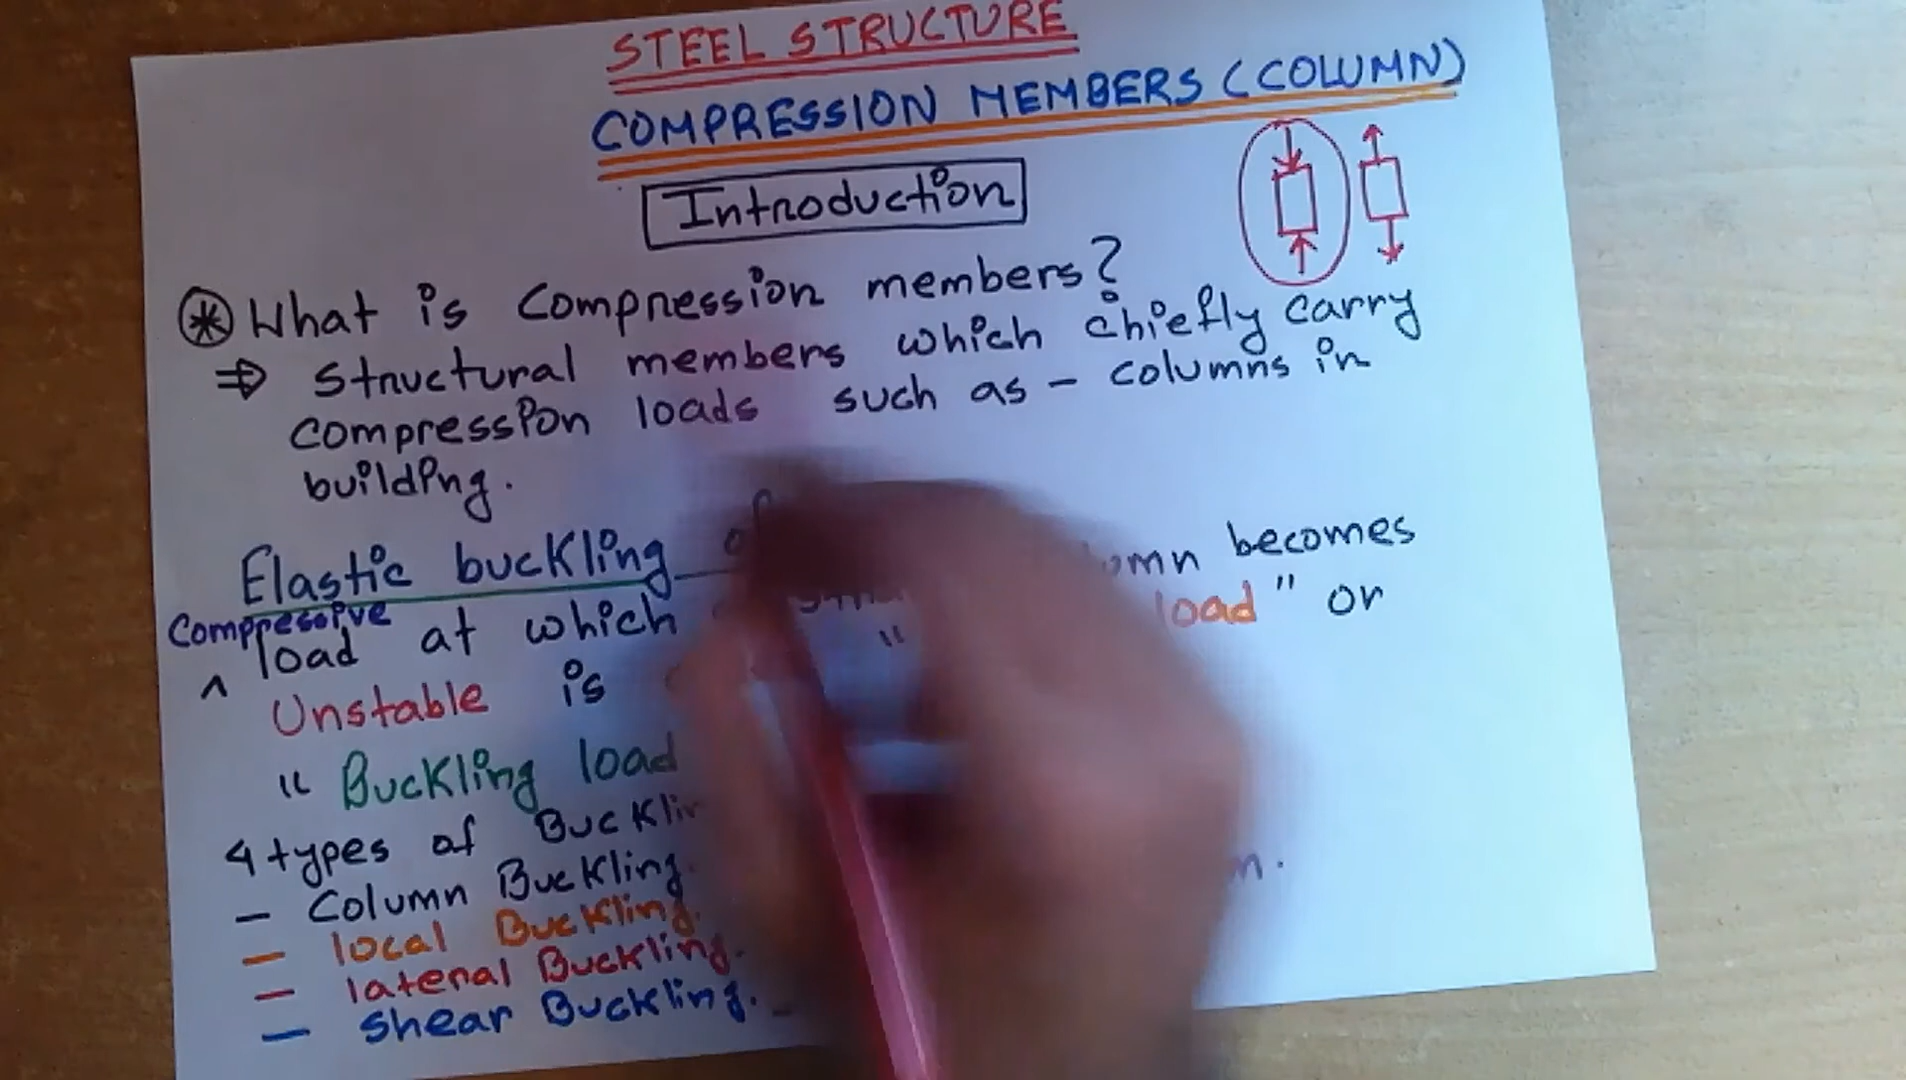 STEEL STRUCTURE
COMPRESSION MEMBERS (COLUMN)
Introduction
What is Compression members?
⇒ Structural members which chiefly carry
compression loads such as - columns in
building.
Elastic buckling of becomes
Compressive
^ load at which load" or
Unstable is
"Buckling load
4 types of
- Column Buckling.
- local Buckling.
- lateral Buckling.
- Shear Buckling.